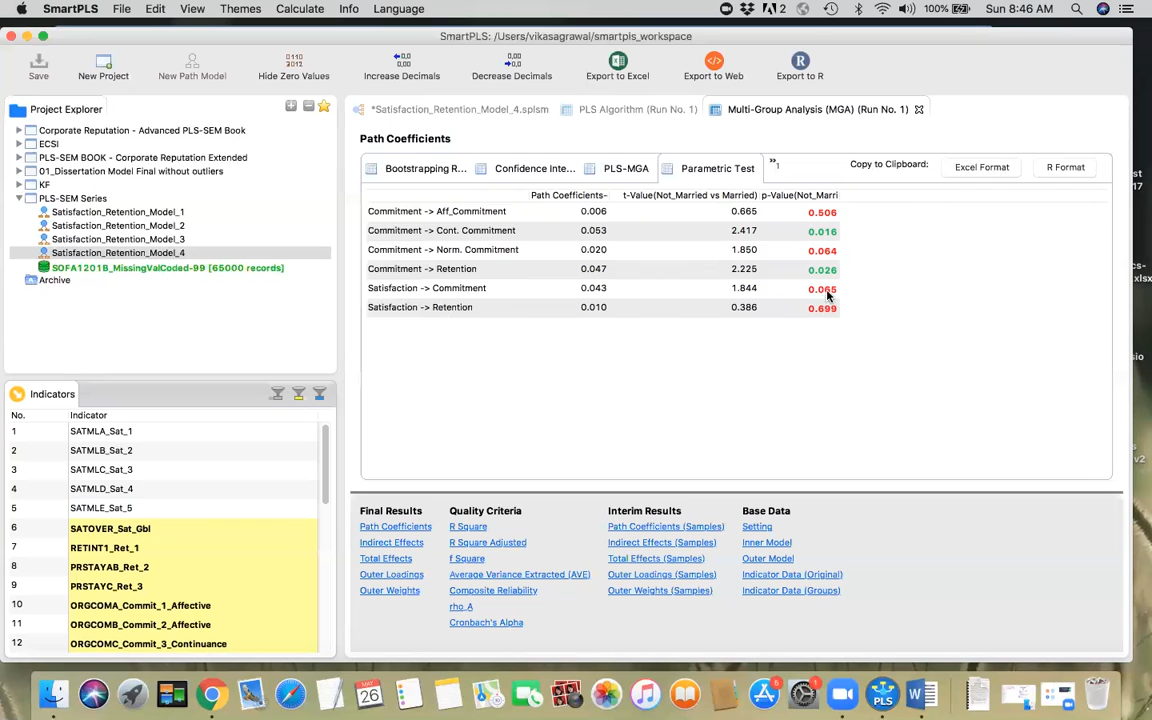 SmartPLS File Edit View Themes Calculate Info Language 2 100% Sun 8:46 AM
SmartPLS: /Users/vikasagrawal/smartpls_workspace
Save New Project New Path Model Hide Zero Values Increase Decimals Decrease Decimals Export to Excel Export to Web Export to R
Project Explorer
Corporate Reputation - Advanced PLS-SEM Book
ECSI
PLS-SEM BOOK - Corporate Reputation Extended
01_Dissertation Model Final without outliers
KF
PLS-SEM Series
Satisfaction_Retention_Model_1
Satisfaction_Retention_Model_2
Satisfaction_Retention_Model_3
Satisfaction_Retention_Model_4
SOFA1201B_MissingValCoded-99 [65000 records]
Archive
Indicators
No. Indicator
1 SATMLA_Sat_1
2 SATMLB_Sat_2
3 SATMLC_Sat_3
4 SATMLD_Sat_4
5 SATMLE_Sat_5
6 SATOVER_Sat_Gbl
7 RETINT1_Ret_1
8 PRSTAYAB_Ret_2
9 PRSTAYC_Ret_3
10 ORGCOMA_Commit_1_Affective
11 ORGCOMB_Commit_2_Affective
12 ORGCOMC_Commit_3_Continuance
*Satisfaction_Retention_Model_4.splsm PLS Algorithm (Run No. 1) Multi-Group Analysis (MGA) (Run No. 1)
Path Coefficients
Bootstrapping R... Confidence Inte... PLS-MGA Parametric Test »1 Copy to Clipboard: Excel Format R Format
Path Coefficients- t-Value(Not_Married vs Married) p-Value(Not_Marri
Commitment -> Aff_Commitment 0.006 0.665 0.506
Commitment -> Cont. Commitment 0.053 2.417 0.016
Commitment -> Norm. Commitment 0.020 1.850 0.064
Commitment -> Retention 0.047 2.225 0.026
Satisfaction -> Commitment 0.043 1.844 0.065
Satisfaction -> Retention 0.010 0.386 0.699
Final Results Quality Criteria Interim Results Base Data
Path Coefficients R Square Path Coefficients (Samples) Setting
Indirect Effects R Square Adjusted Indirect Effects (Samples) Inner Model
Total Effects f Square Total Effects (Samples) Outer Model
Outer Loadings Average Variance Extracted (AVE) Outer Loadings (Samples) Indicator Data (Original)
Outer Weights Composite Reliability Outer Weights (Samples) Indicator Data (Groups)
rho_A
Cronbach's Alpha